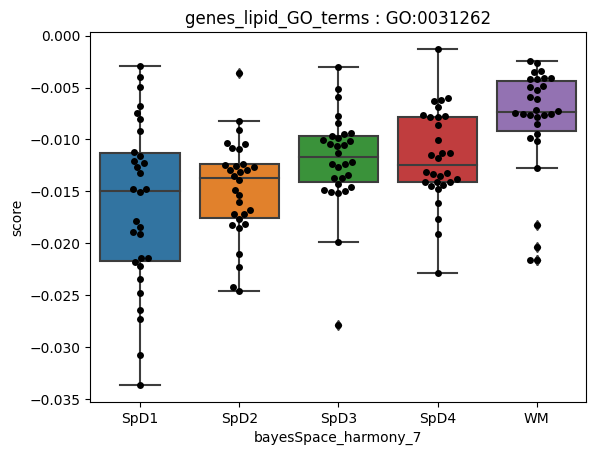 genes_lipid_GO_terms : GO:0031262
0.000
−0.005
−0.010
−0.015
−0.020
−0.025
−0.030
−0.035
score
SpD1 SpD2 SpD3 SpD4 WM
bayesSpace_harmony_7